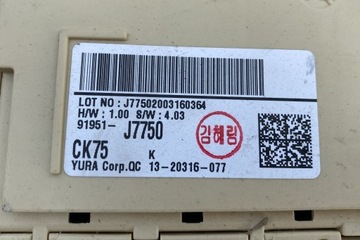 LOT NO : J77502003160364
H/W : 1.00 S/W : 4.03
91951- J7750
김혜림
CK75 K
YURA Corp.QC 13-20316-077